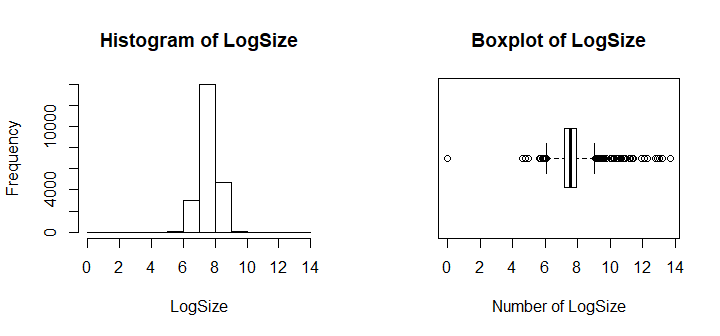 Histogram of LogSize
Frequency
0 4000 10000
0 2 4 6 8 10 12 14
LogSize
Boxplot of LogSize
0 2 4 6 8 10 12 14
Number of LogSize